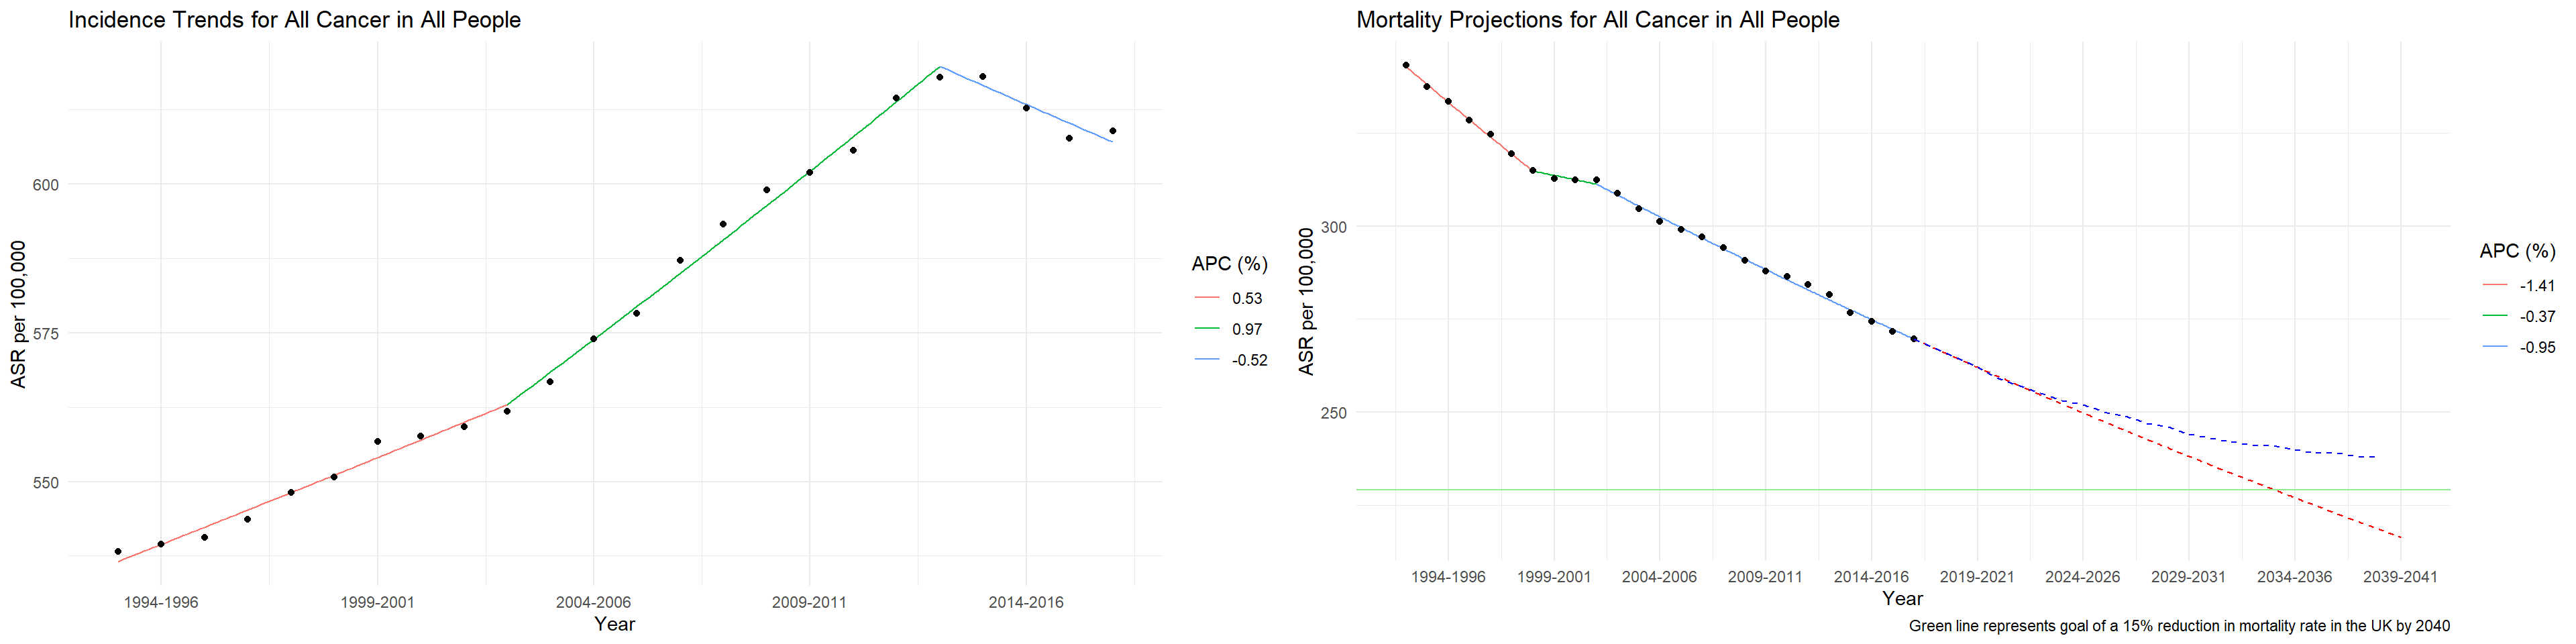 Incidence Trends for All Cancer in All People
ASR per 100,000
600
575
550
1994-1996 1999-2001 2004-2006 2009-2011 2014-2016
Year
APC (%)
0.53
0.97
-0.52
Mortality Projections for All Cancer in All People
ASR per 100,000
300
250
1994-1996 1999-2001 2004-2006 2009-2011 2014-2016 2019-2021 2024-2026 2029-2031 2034-2036 2039-2041
Year
APC (%)
-1.41
-0.37
-0.95
Green line represents goal of a 15% reduction in mortality rate in the UK by 2040